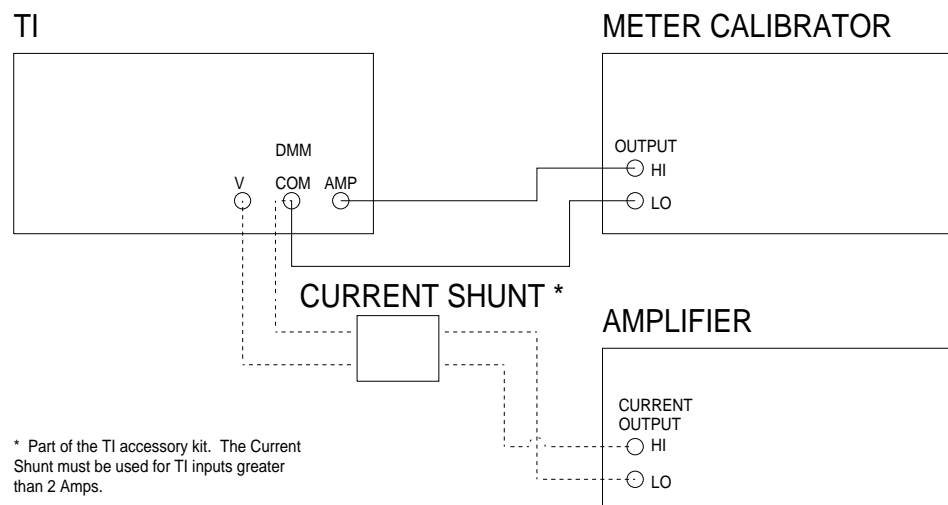 TI
METER CALIBRATOR
DMM
V COM AMP
OUTPUT
HI
LO
CURRENT SHUNT *
AMPLIFIER
CURRENT
OUTPUT
HI
LO
* Part of the TI accessory kit. The Current
Shunt must be used for TI inputs greater
than 2 Amps.